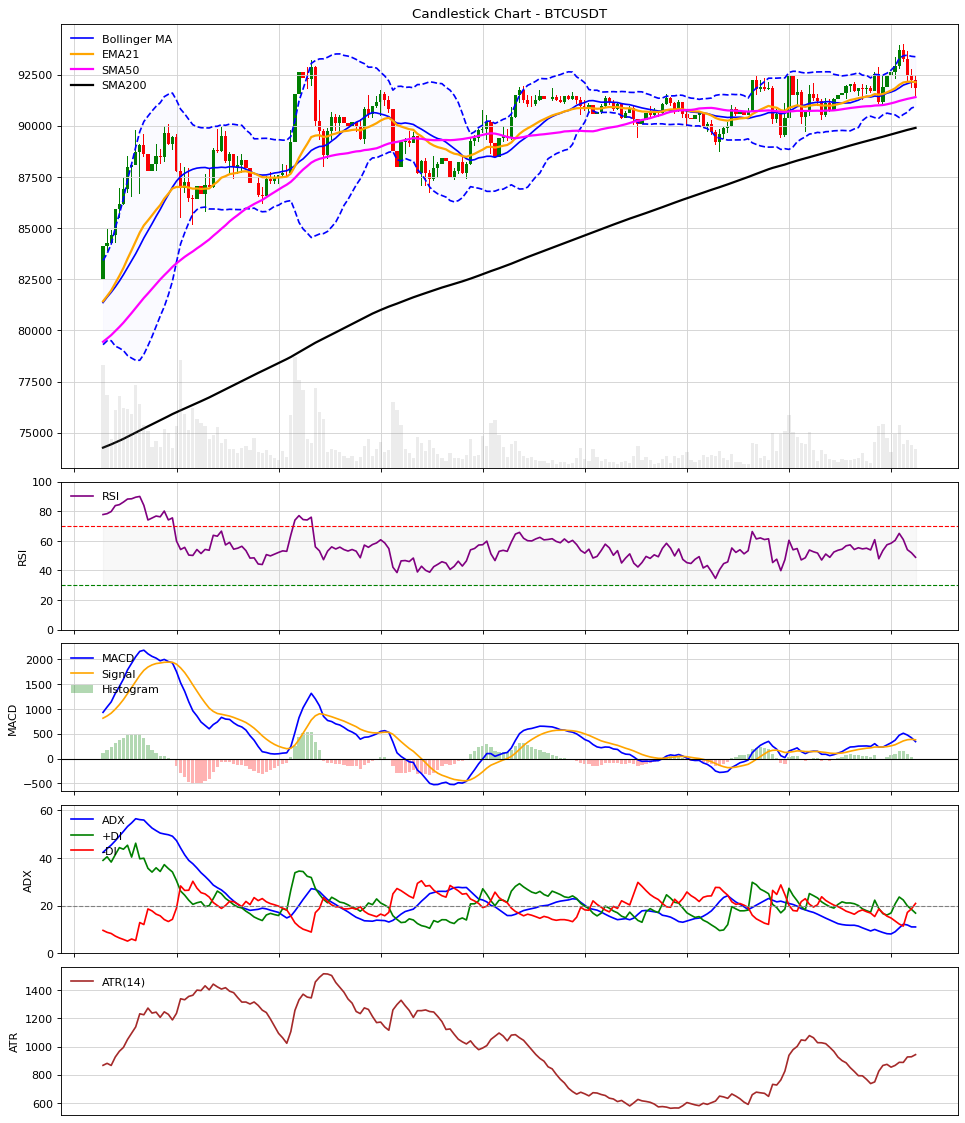 Candlestick Chart - BTCUSDT
Bollinger MA
EMA21
SMA50
SMA200
92500
90000
87500
85000
82500
80000
77500
75000
RSI
RSI
100
80
60
40
20
0
MACD
Signal
Histogram
MACD
2000
1500
1000
500
0
−500
ADX
+DI
-DI
ADX
60
40
20
0
ATR(14)
ATR
1400
1200
1000
800
600